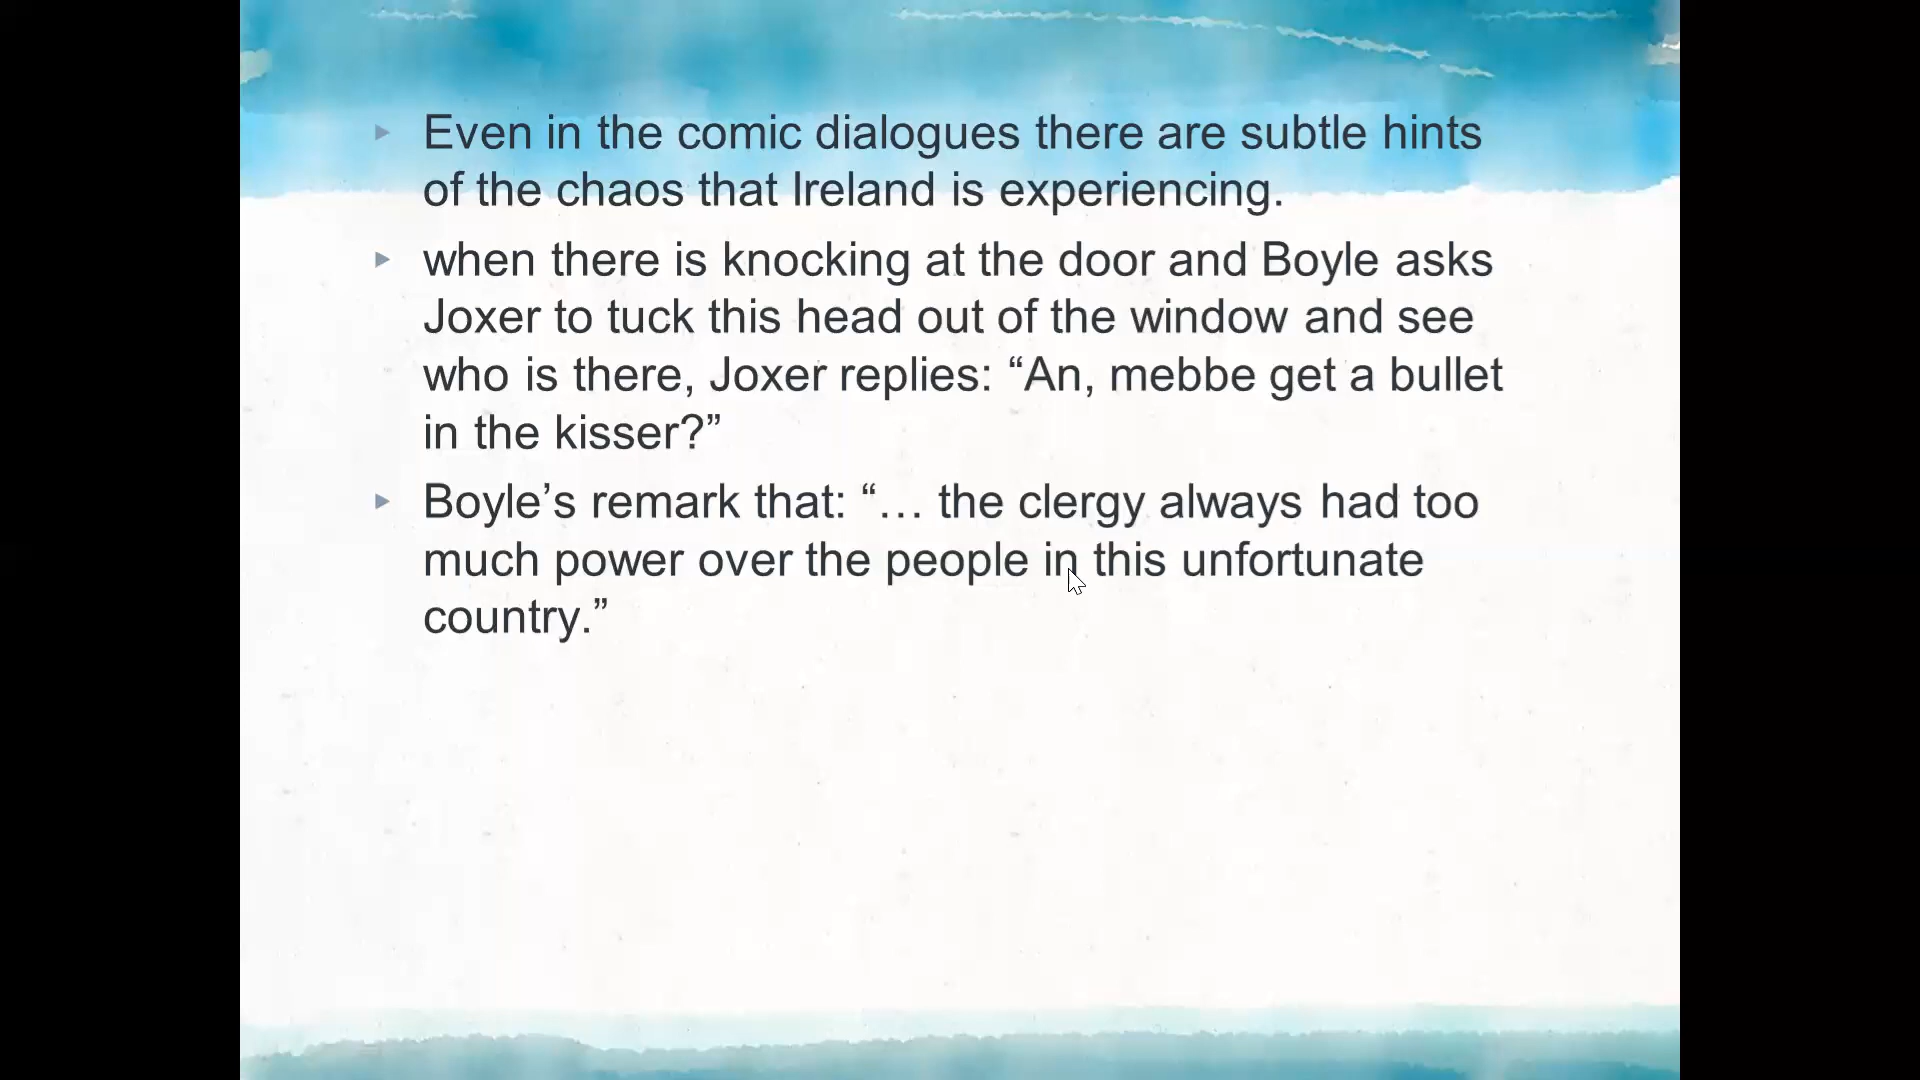 Even in the comic dialogues there are subtle hints
of the chaos that Ireland is experiencing.
when there is knocking at the door and Boyle asks
Joxer to tuck this head out of the window and see
who is there, Joxer replies: “An, mebbe get a bullet
in the kisser?”
Boyle’s remark that: “… the clergy always had too
much power over the people in this unfortunate
country.”